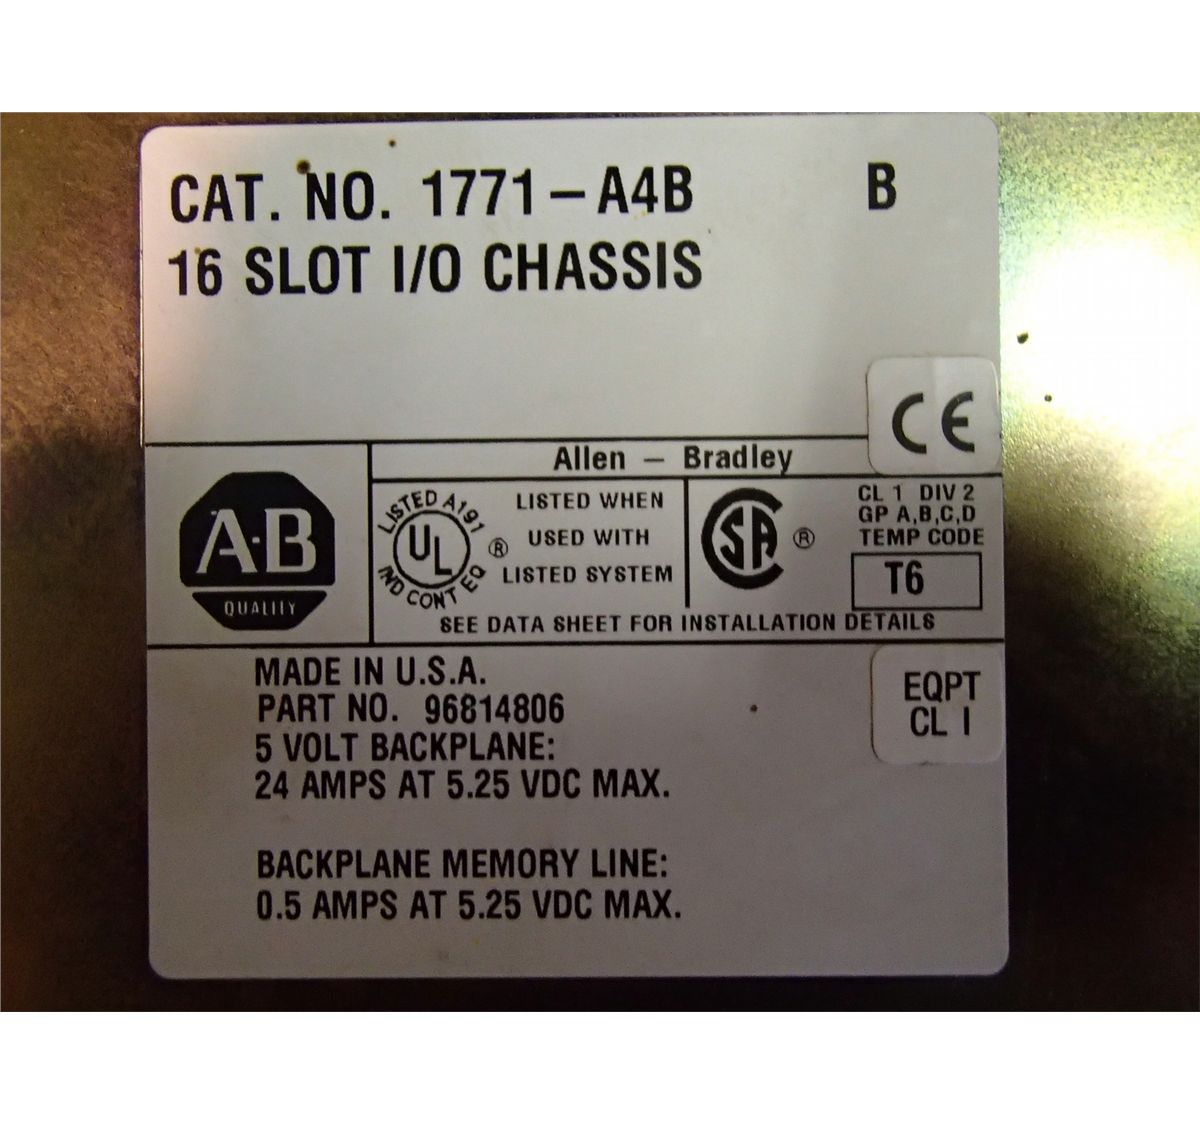 CAT. NO. 1771-A4B B
16 SLOT I/O CHASSIS
CE
Allen - Bradley
A-B
QUALITY
LISTED A191
UL ®
IND CONT EQ
LISTED WHEN
USED WITH
LISTED SYSTEM
SA ®
CL 1 DIV 2
GP A,B,C,D
TEMP CODE
T6
SEE DATA SHEET FOR INSTALLATION DETAILS
MADE IN U.S.A.
PART NO. 96814806
5 VOLT BACKPLANE:
24 AMPS AT 5.25 VDC MAX.
EQPT
CL I
BACKPLANE MEMORY LINE:
0.5 AMPS AT 5.25 VDC MAX.